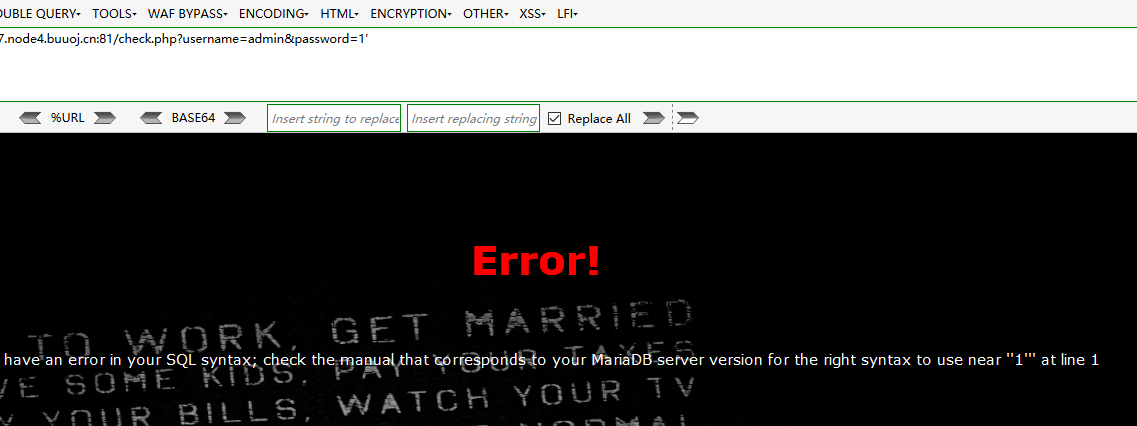 OUBLE QUERY▾ TOOLS▾ WAF BYPASS▾ ENCODING▾ HTML▾ ENCRYPTION▾ OTHER▾ XSS▾ LFI▾
7.node4.buuoj.cn:81/check.php?username=admin&password=1'
%URL BASE64 Insert string to replace Insert replacing string Replace All
Error!
TO WORK, GET MARRIED
have an error in your SQL syntax; check the manual that corresponds to your MariaDB server version for the right syntax to use near ''1''' at line 1
VE SOME KIDS, PAY YOUR TAXES
YOUR BILLS, WATCH YOUR TV